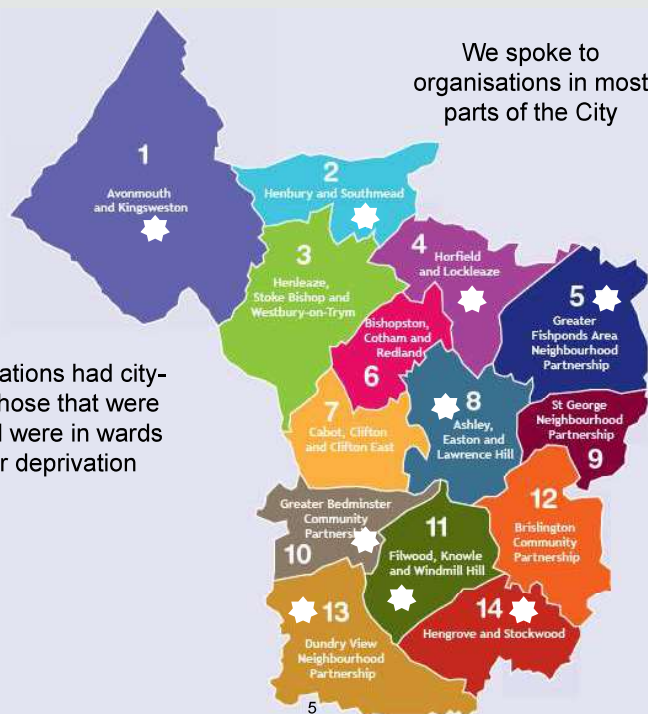 We spoke to
organisations in most
parts of the City
1
Avonmouth
and Kingsweston
2
Henbury and Southmead
3
Henleaze,
Stoke Bishop and
Westbury-on-Trym
4
Horfield
and Lockleaze
5
Greater
Fishponds Area
Neighbourhood
Partnership
Bishopston,
Cotham and
Redland
6
ations had city-
hose that were
l were in wards
r deprivation
7
Cabot, Clifton
and Clifton East
8
Ashley,
Easton and
Lawrence Hill
St George
Neighbourhood
Partnership
9
Greater Bedminster
Community
Partnership
10
11
Filwood, Knowle
and Windmill Hill
12
Brislington
Community
Partnership
13
Dundry View
Neighbourhood
Partnership
14
Hengrove and Stockwood
5